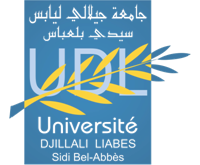 جامعة جيلالي ليابس
سيدي بلعباس
UDL
Université
DJILLALI LIABES
Sidi Bel-Abbès